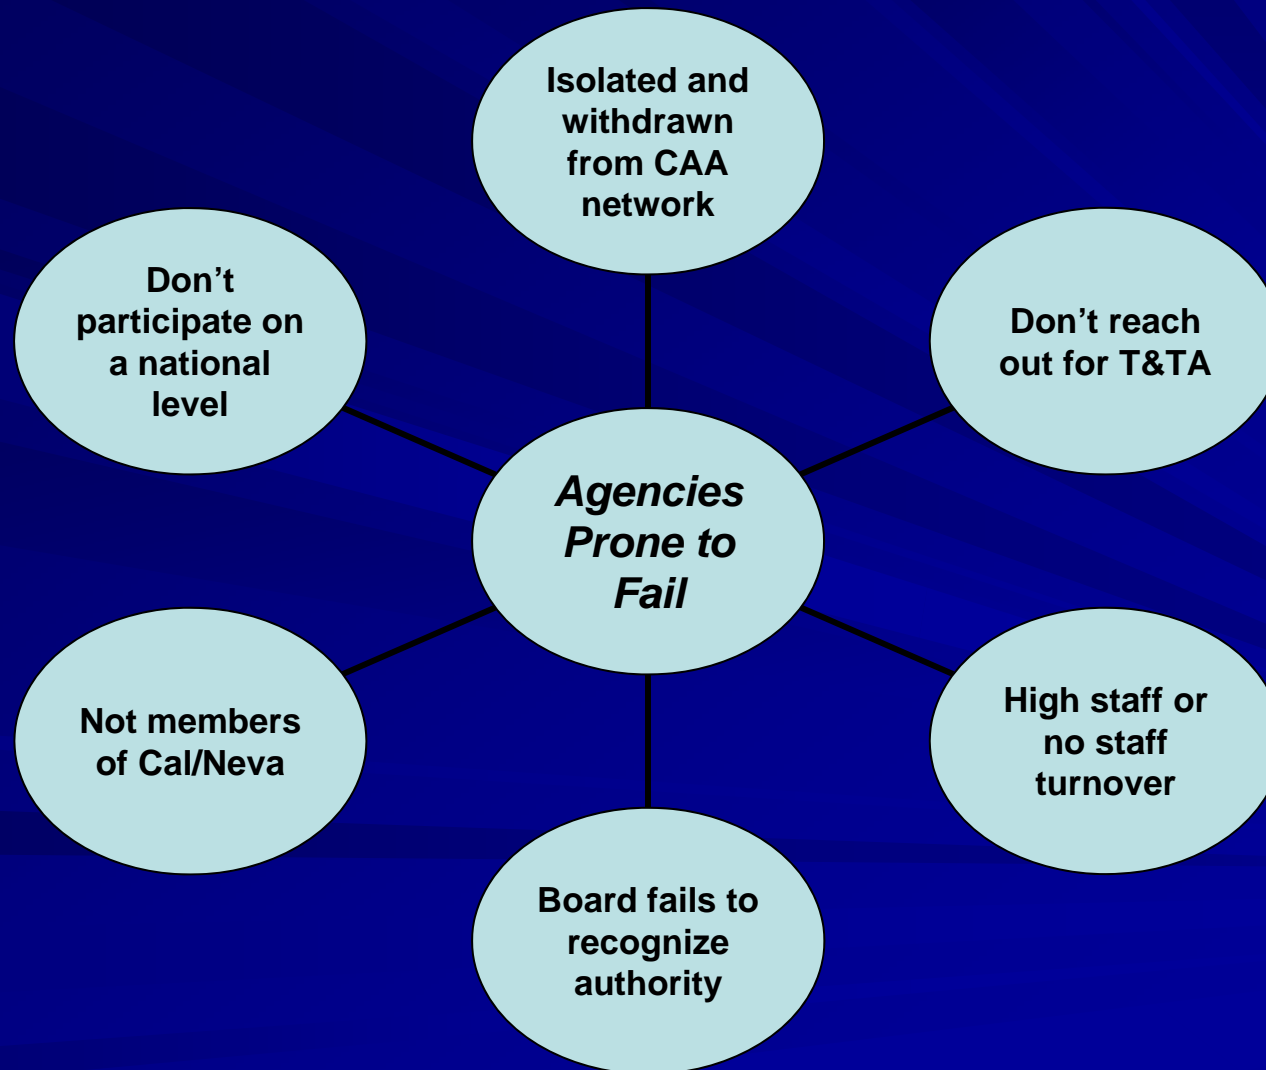 Isolated and
withdrawn
from CAA
network
Don’t
participate on
a national
level
Don’t reach
out for T&TA
Agencies
Prone to
Fail
Not members
of Cal/Neva
High staff or
no staff
turnover
Board fails to
recognize
authority